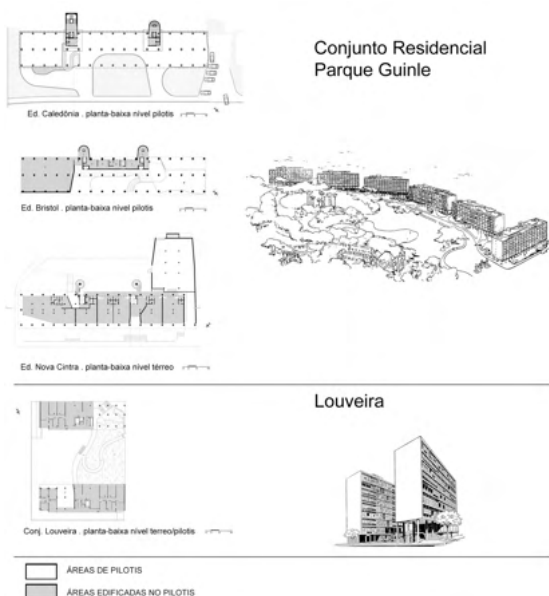 Conjunto Residencial
Parque Guinle
Ed. Caledônia . planta-baixa nível pilotis
Ed. Bristol . planta-baixa nível pilotis
Ed. Nova Cintra . planta-baixa nível térreo
Louveira
Conj. Louveira . planta-baixa nível terreo/pilotis
ÁREAS DE PILOTIS
ÁREAS EDIFICADAS NO PILOTIS